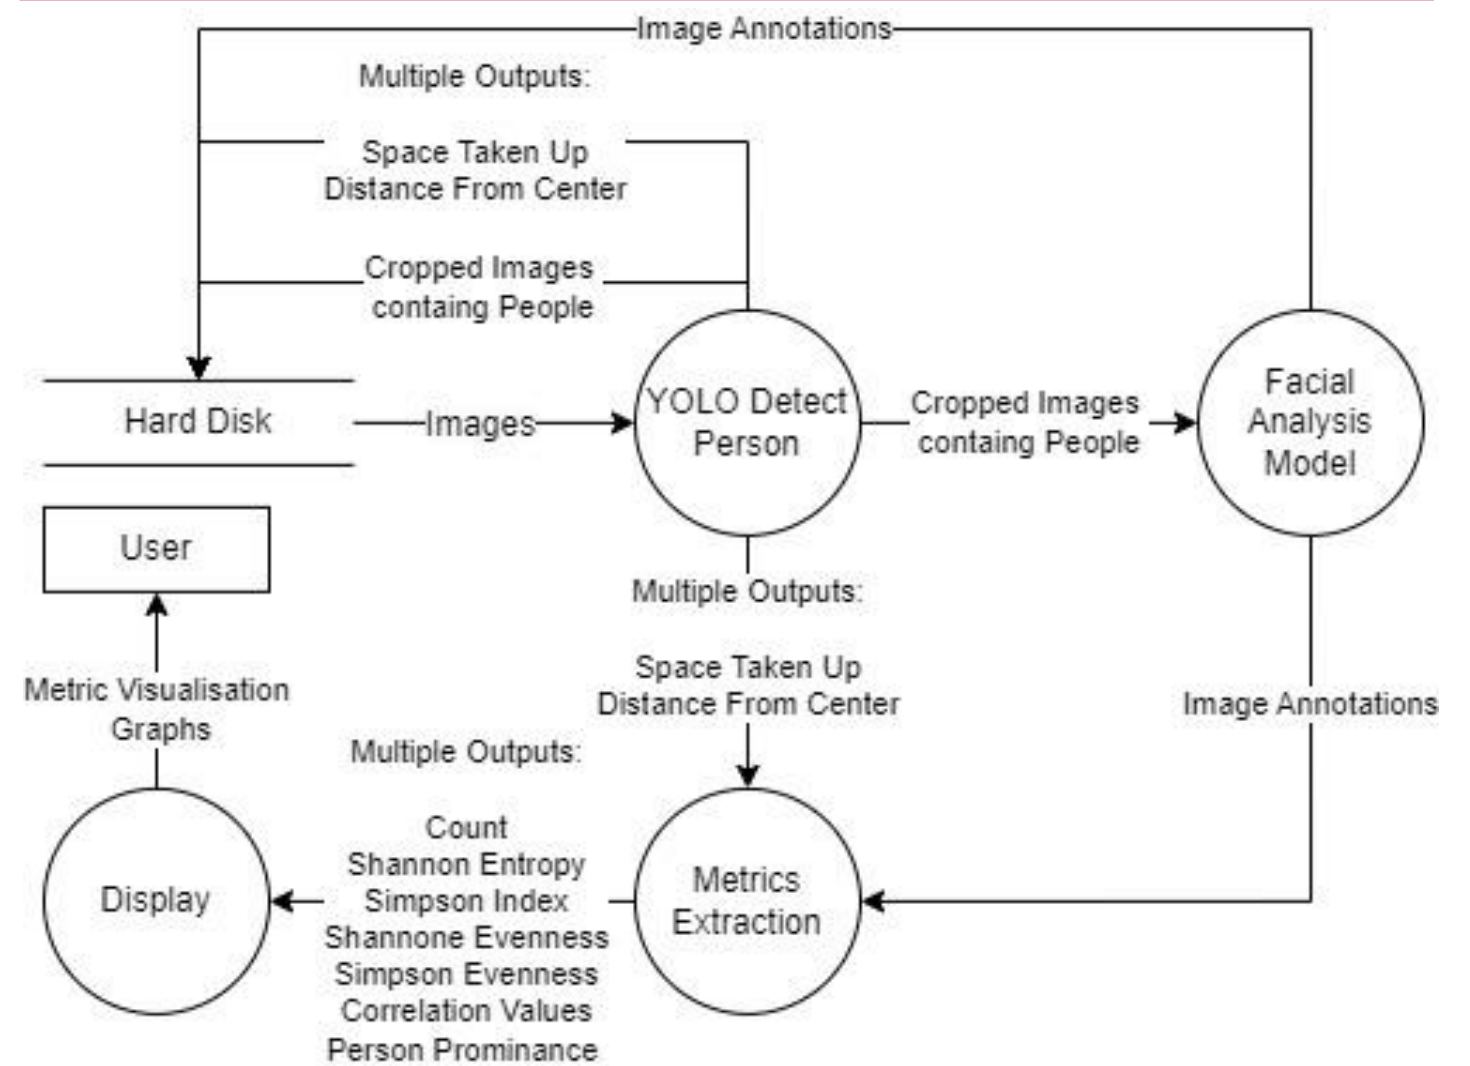 Image Annotations
Multiple Outputs:
Space Taken Up
Distance From Center
Cropped Images
containg People
Hard Disk
Images
YOLO Detect
Person
Cropped Images
containg People
Facial
Analysis
Model
User
Multiple Outputs:
Space Taken Up
Distance From Center
Image Annotations
Metric Visualisation
Graphs
Multiple Outputs:
Count
Shannon Entropy
Simpson Index
Shannone Evenness
Simpson Evenness
Correlation Values
Person Prominance
Display
Metrics
Extraction